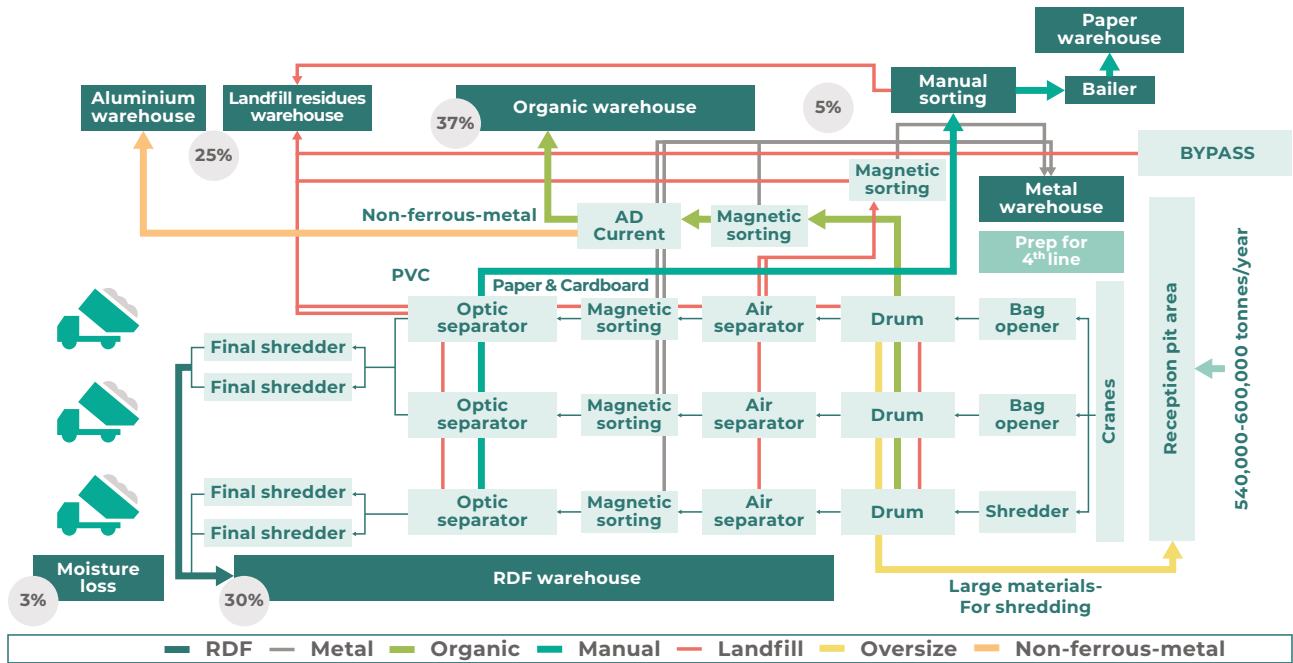 Paper
warehouse
Manual
sorting
Bailer
Aluminium
warehouse
Landfill residues
warehouse
Organic warehouse
5%
37%
25%
BYPASS
Magnetic
sorting
Metal
warehouse
Non-ferrous-metal
AD
Current
Magnetic
sorting
Prep for
4th line
PVC
Paper & Cardboard
Optic
separator
Magnetic
sorting
Air
separator
Drum
Bag
opener
Final shredder
Final shredder
Optic
separator
Magnetic
sorting
Air
separator
Drum
Bag
opener
Cranes
Reception pit area
540,000-600,000 tonnes/year
Final shredder
Final shredder
Optic
separator
Magnetic
sorting
Air
separator
Drum
Shredder
Moisture
loss
3%
RDF warehouse
30%
Large materials-
For shredding
RDF Metal Organic Manual Landfill Oversize Non-ferrous-metal